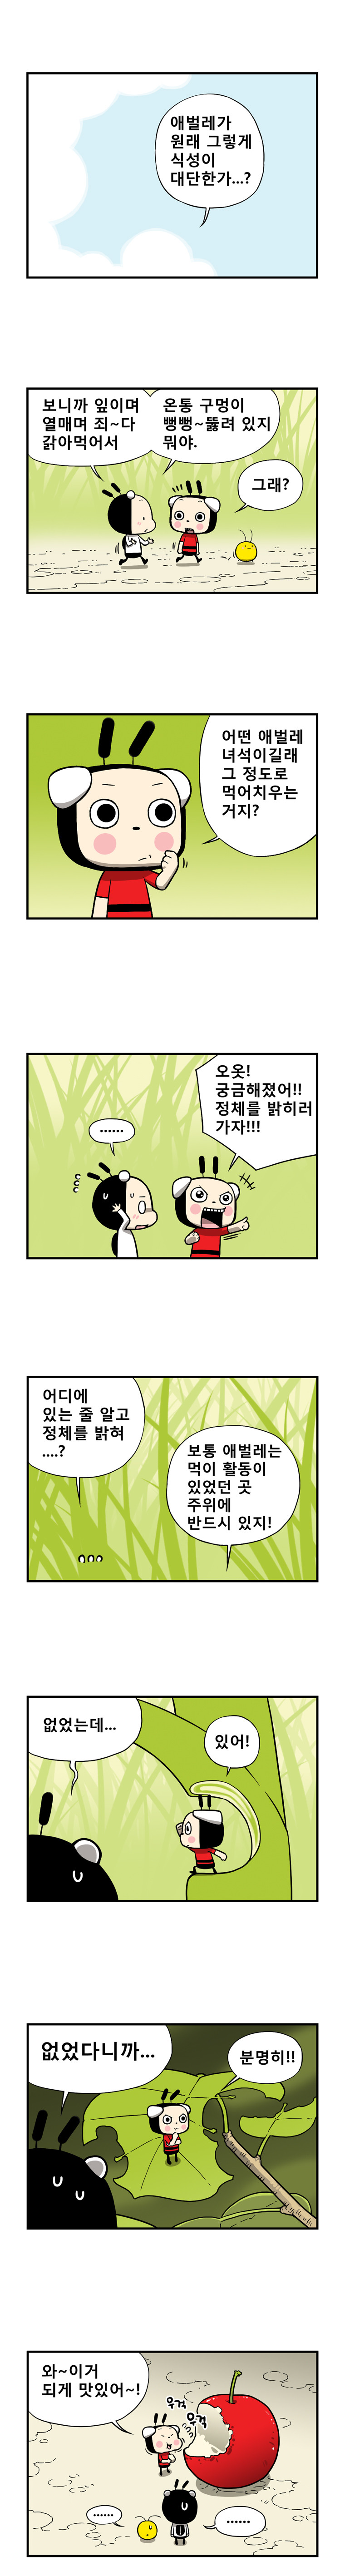 애벌레가
원래 그렇게
식성이
대단한가...?
보니까 잎이며
열매며 죄~다
갉아먹어서
온통 구멍이
뻥뻥~뚫려 있지
뭐야.
그래?
어떤 애벌레
녀석이길래
그 정도로
먹어치우는
거지?
오옷!
궁금해졌어!!
정체를 밝히러
가자!!!
......
어디에
있는 줄 알고
정체를 밝혀
....?
보통 애벌레는
먹이 활동이
있었던 곳
주위에
반드시 있지!
없었는데...
있어!
없었다니까...
분명히!!
와~이거
되게 맛있어~!
우걱
우걱
......
......